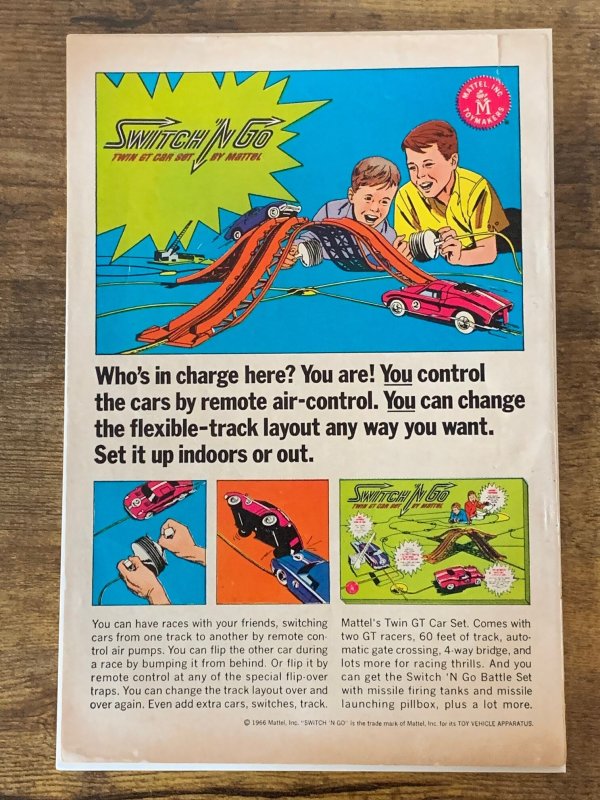 SWITCH 'N GO
TWIN GT CAR SET BY MATTEL
MATTEL, INC.
M
TOYMAKERS
2
Who's in charge here? You are! You control
the cars by remote air-control. You can change
the flexible-track layout any way you want.
Set it up indoors or out.
SWITCH 'N GO
TWIN GT CAR SET BY MATTEL
You can have races with your friends, switching
cars from one track to another by remote con-
trol air pumps. You can flip the other car during
a race by bumping it from behind. Or flip it by
remote control at any of the special flip-over
traps. You can change the track layout over and
over again. Even add extra cars, switches, track.
Mattel's Twin GT Car Set. Comes with
two GT racers, 60 feet of track, auto-
matic gate crossing, 4-way bridge, and
lots more for racing thrills. And you
can get the Switch 'N Go Battle Set
with missile firing tanks and missile
launching pillbox, plus a lot more.
© 1966 Mattel, Inc. "SWITCH 'N GO" is the trade mark of Mattel, Inc. for its TOY VEHICLE APPARATUS.